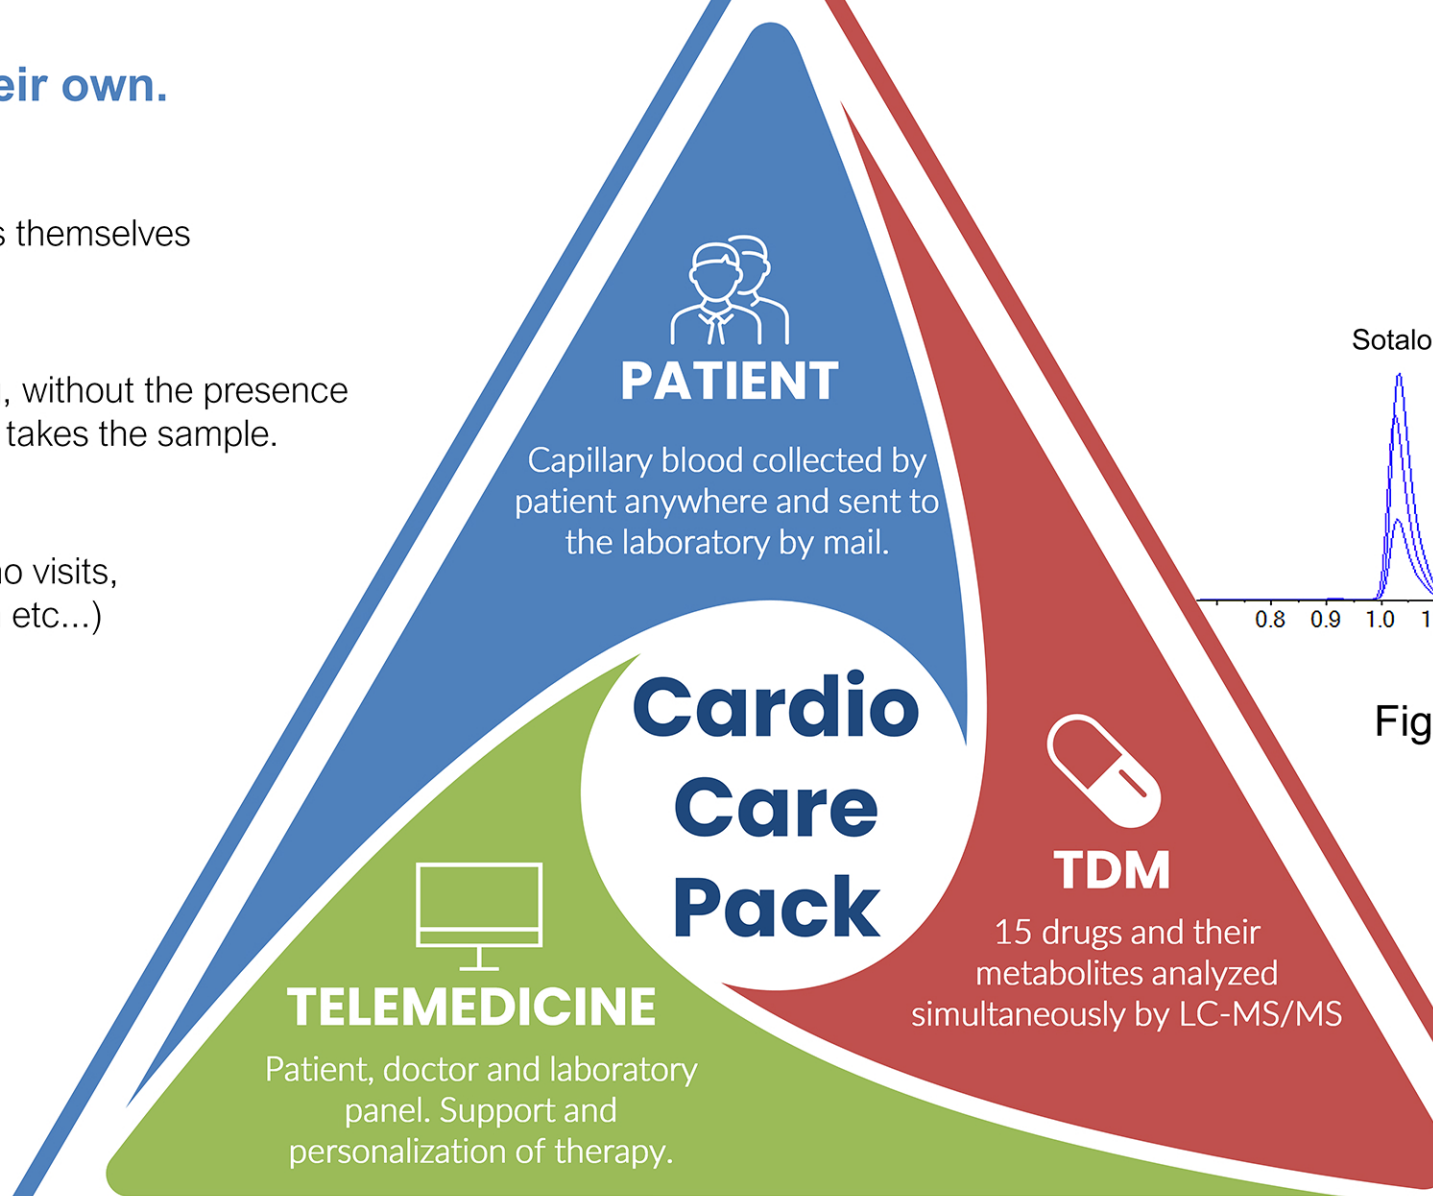 eir own.
s themselves
, without the presence
takes the sample.
no visits,
etc...)
PATIENT
Capillary blood collected by
patient anywhere and sent to
the laboratory by mail.
Cardio
Care
Pack
TELEMEDICINE
Patient, doctor and laboratory
panel. Support and
personalization of therapy.
TDM
15 drugs and their
metabolites analyzed
simultaneously by LC-MS/MS
Sotalo
0.8 0.9 1.0 1
Fig